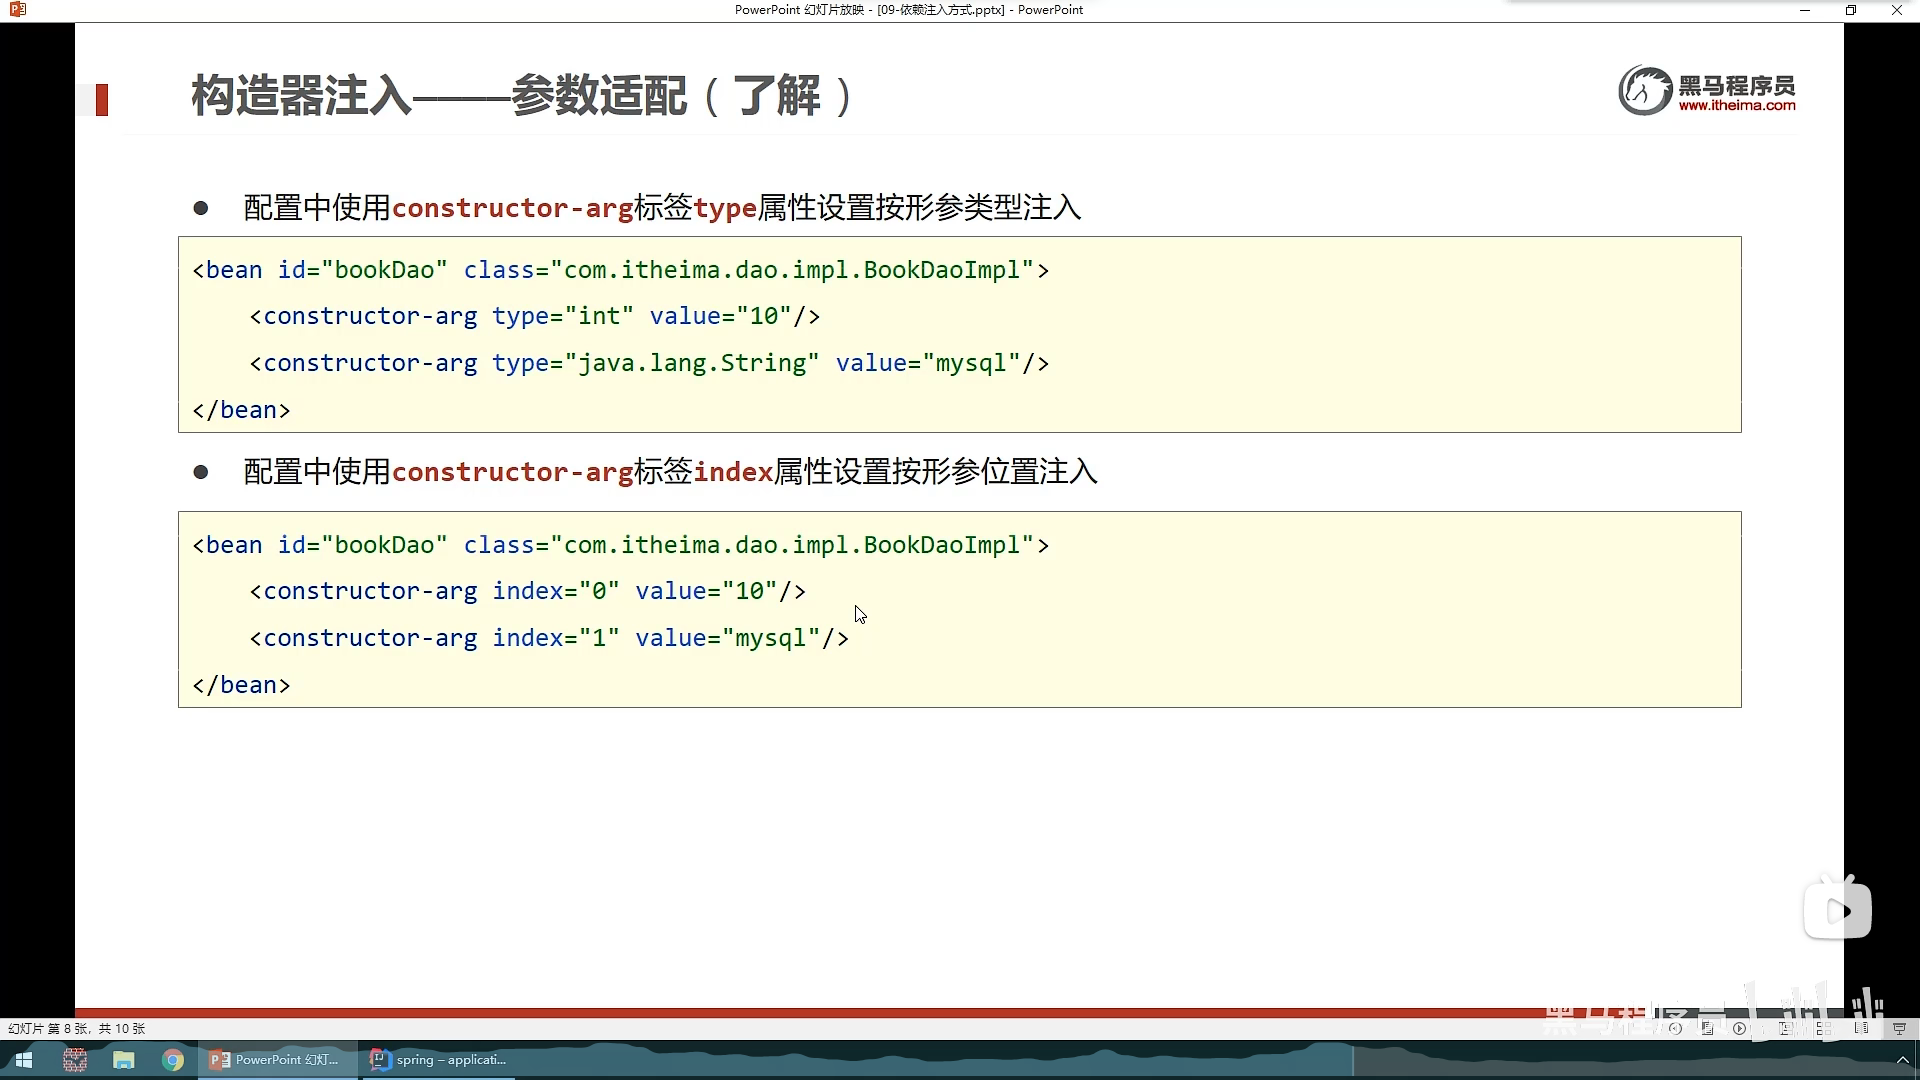 PowerPoint 幻灯片放映 - [09-依赖注入方式.pptx] - PowerPoint
构造器注入——参数适配（了解）
黑马程序员
www.itheima.com
● 配置中使用constructor-arg标签type属性设置按形参类型注入
<bean id="bookDao" class="com.itheima.dao.impl.BookDaoImpl">
    <constructor-arg type="int" value="10"/>
    <constructor-arg type="java.lang.String" value="mysql"/>
</bean>
● 配置中使用constructor-arg标签index属性设置按形参位置注入
<bean id="bookDao" class="com.itheima.dao.impl.BookDaoImpl">
    <constructor-arg index="0" value="10"/>
    <constructor-arg index="1" value="mysql"/>
</bean>
黑马程序员
幻灯片 第 8 张，共 10 张
PowerPoint 幻灯...
spring – applicati...